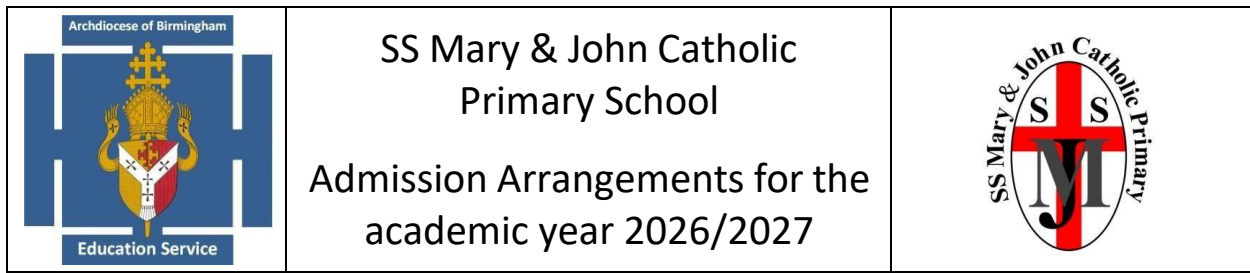 Archdiocese of Birmingham
Education Service
SS Mary & John Catholic
Primary School
Admission Arrangements for the
academic year 2026/2027
SS Mary & John Catholic Primary
S S
JM